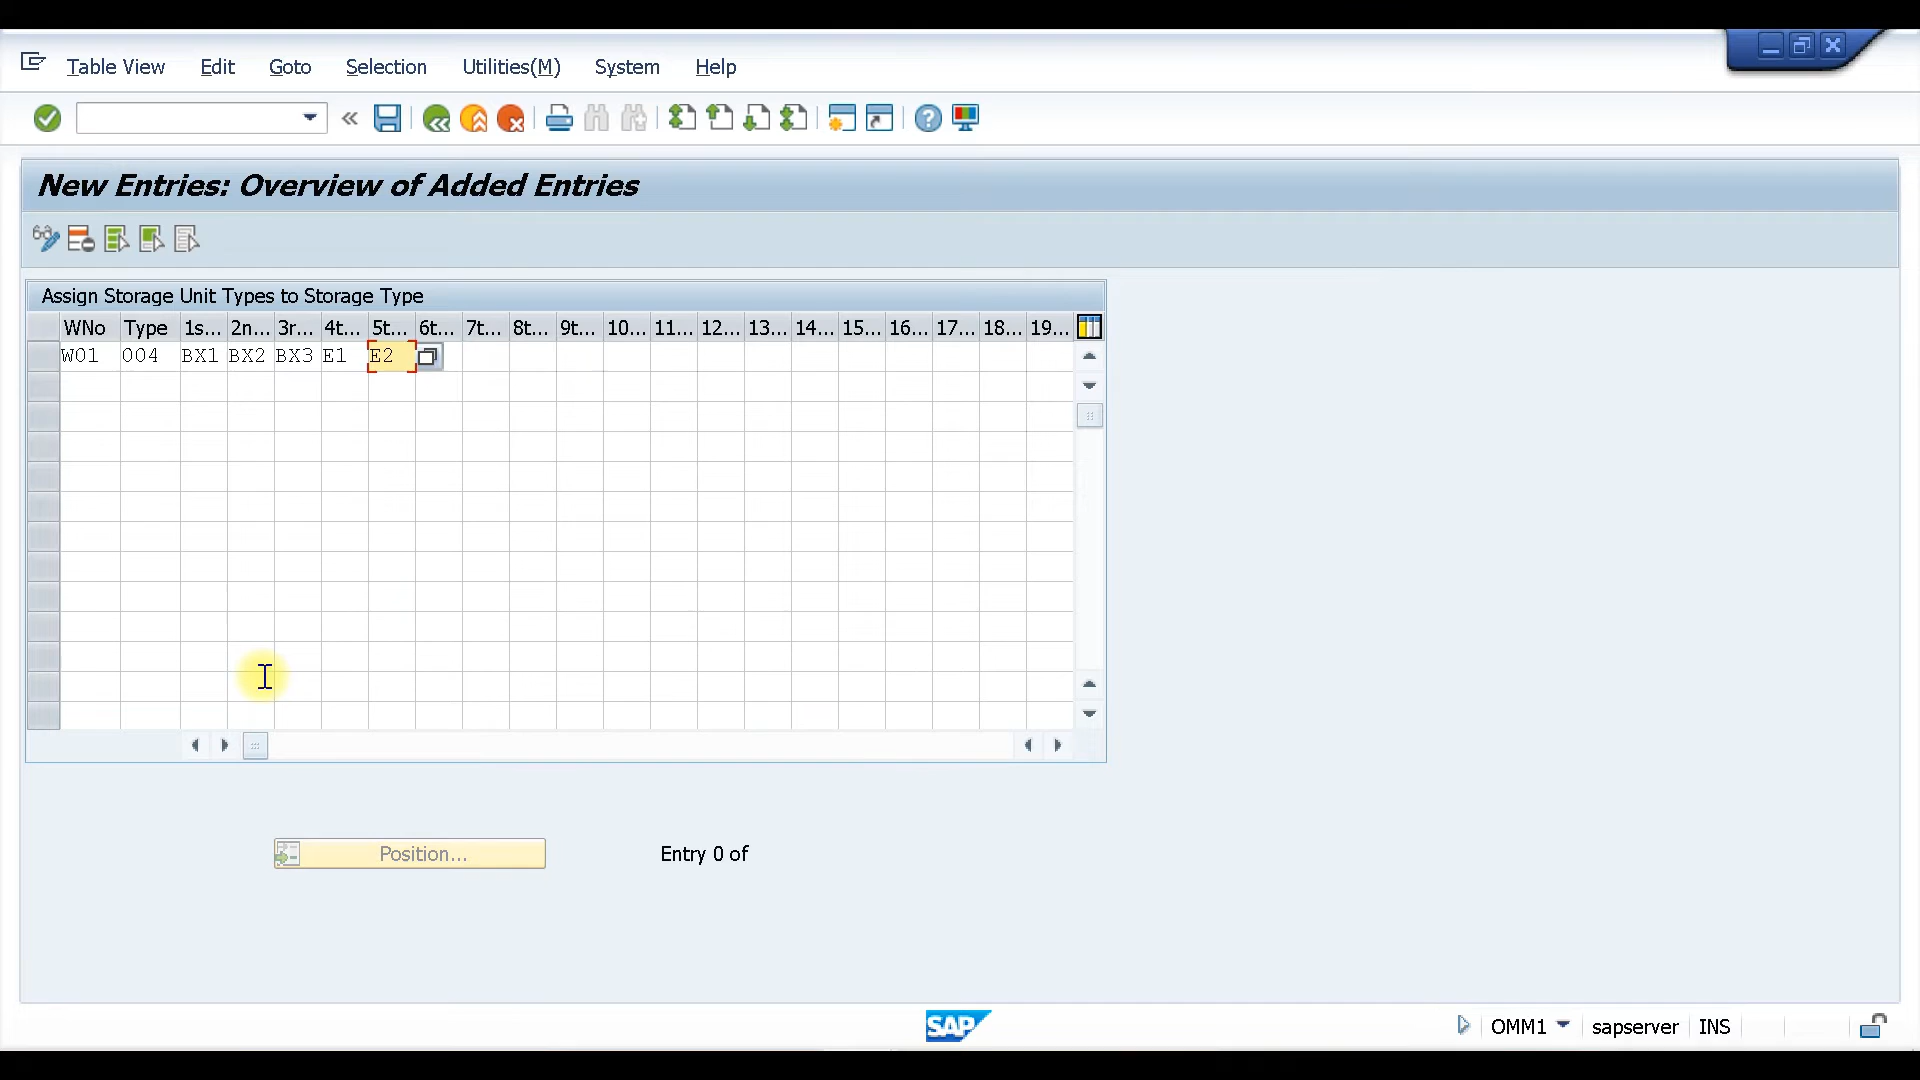 Table View Edit Goto Selection Utilities(M) System Help
New Entries: Overview of Added Entries
Assign Storage Unit Types to Storage Type
WNo Type 1s... 2n... 3r... 4t... 5t... 6t... 7t... 8t... 9t... 10... 11... 12... 13... 14... 15... 16... 17... 18... 19...
W01 004 BX1 BX2 BX3 E1 E2
Position... Entry 0 of
SAP OMM1 sapserver INS